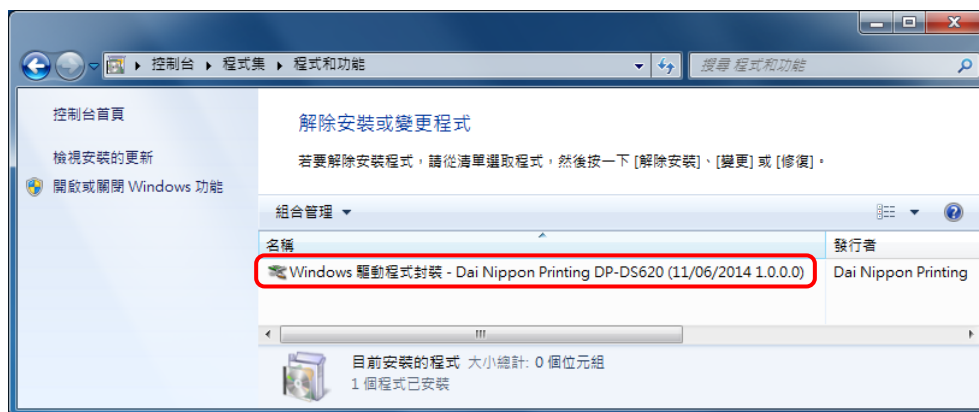 控制台 ▸ 程式集 ▸ 程式和功能
搜尋 程式和功能
控制台首頁
檢視安裝的更新
開啟或關閉 Windows 功能
解除安裝或變更程式
若要解除安裝程式，請從清單選取程式，然後按一下 [解除安裝]、[變更] 或 [修復]。
組合管理
名稱
發行者
Windows 驅動程式封裝 - Dai Nippon Printing DP-DS620 (11/06/2014 1.0.0.0)
Dai Nippon Printing
目前安裝的程式 大小總計: 0 個位元組
1 個程式已安裝